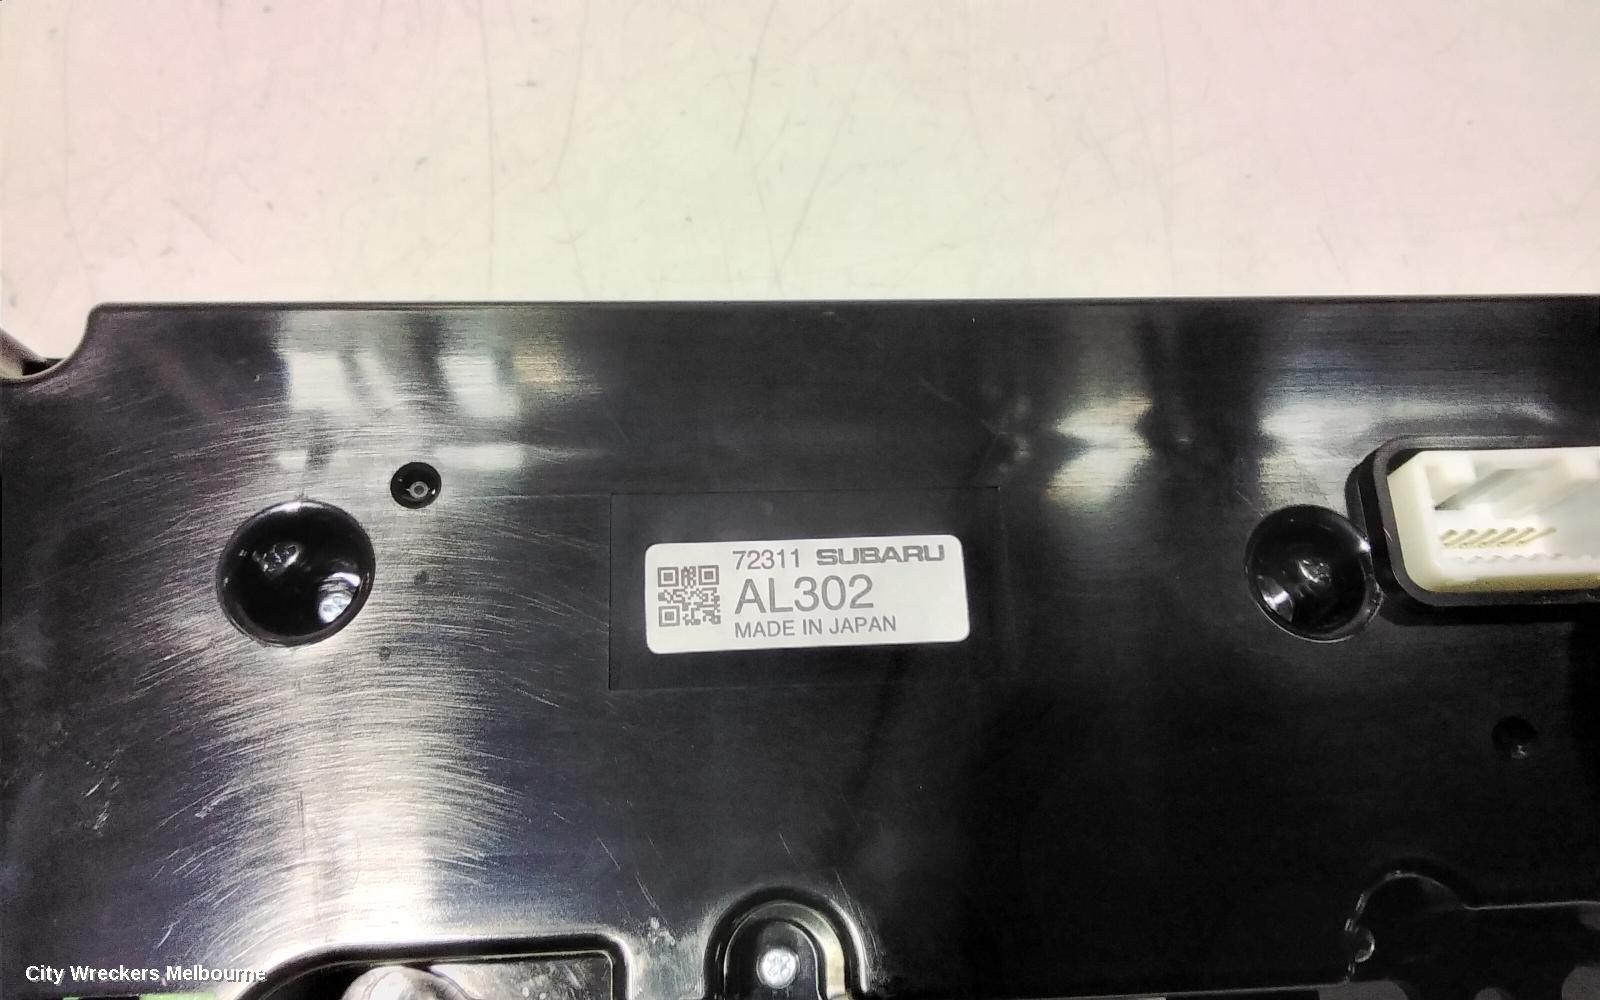 72311 SUBARU
AL302
MADE IN JAPAN
City Wreckers Melbourne